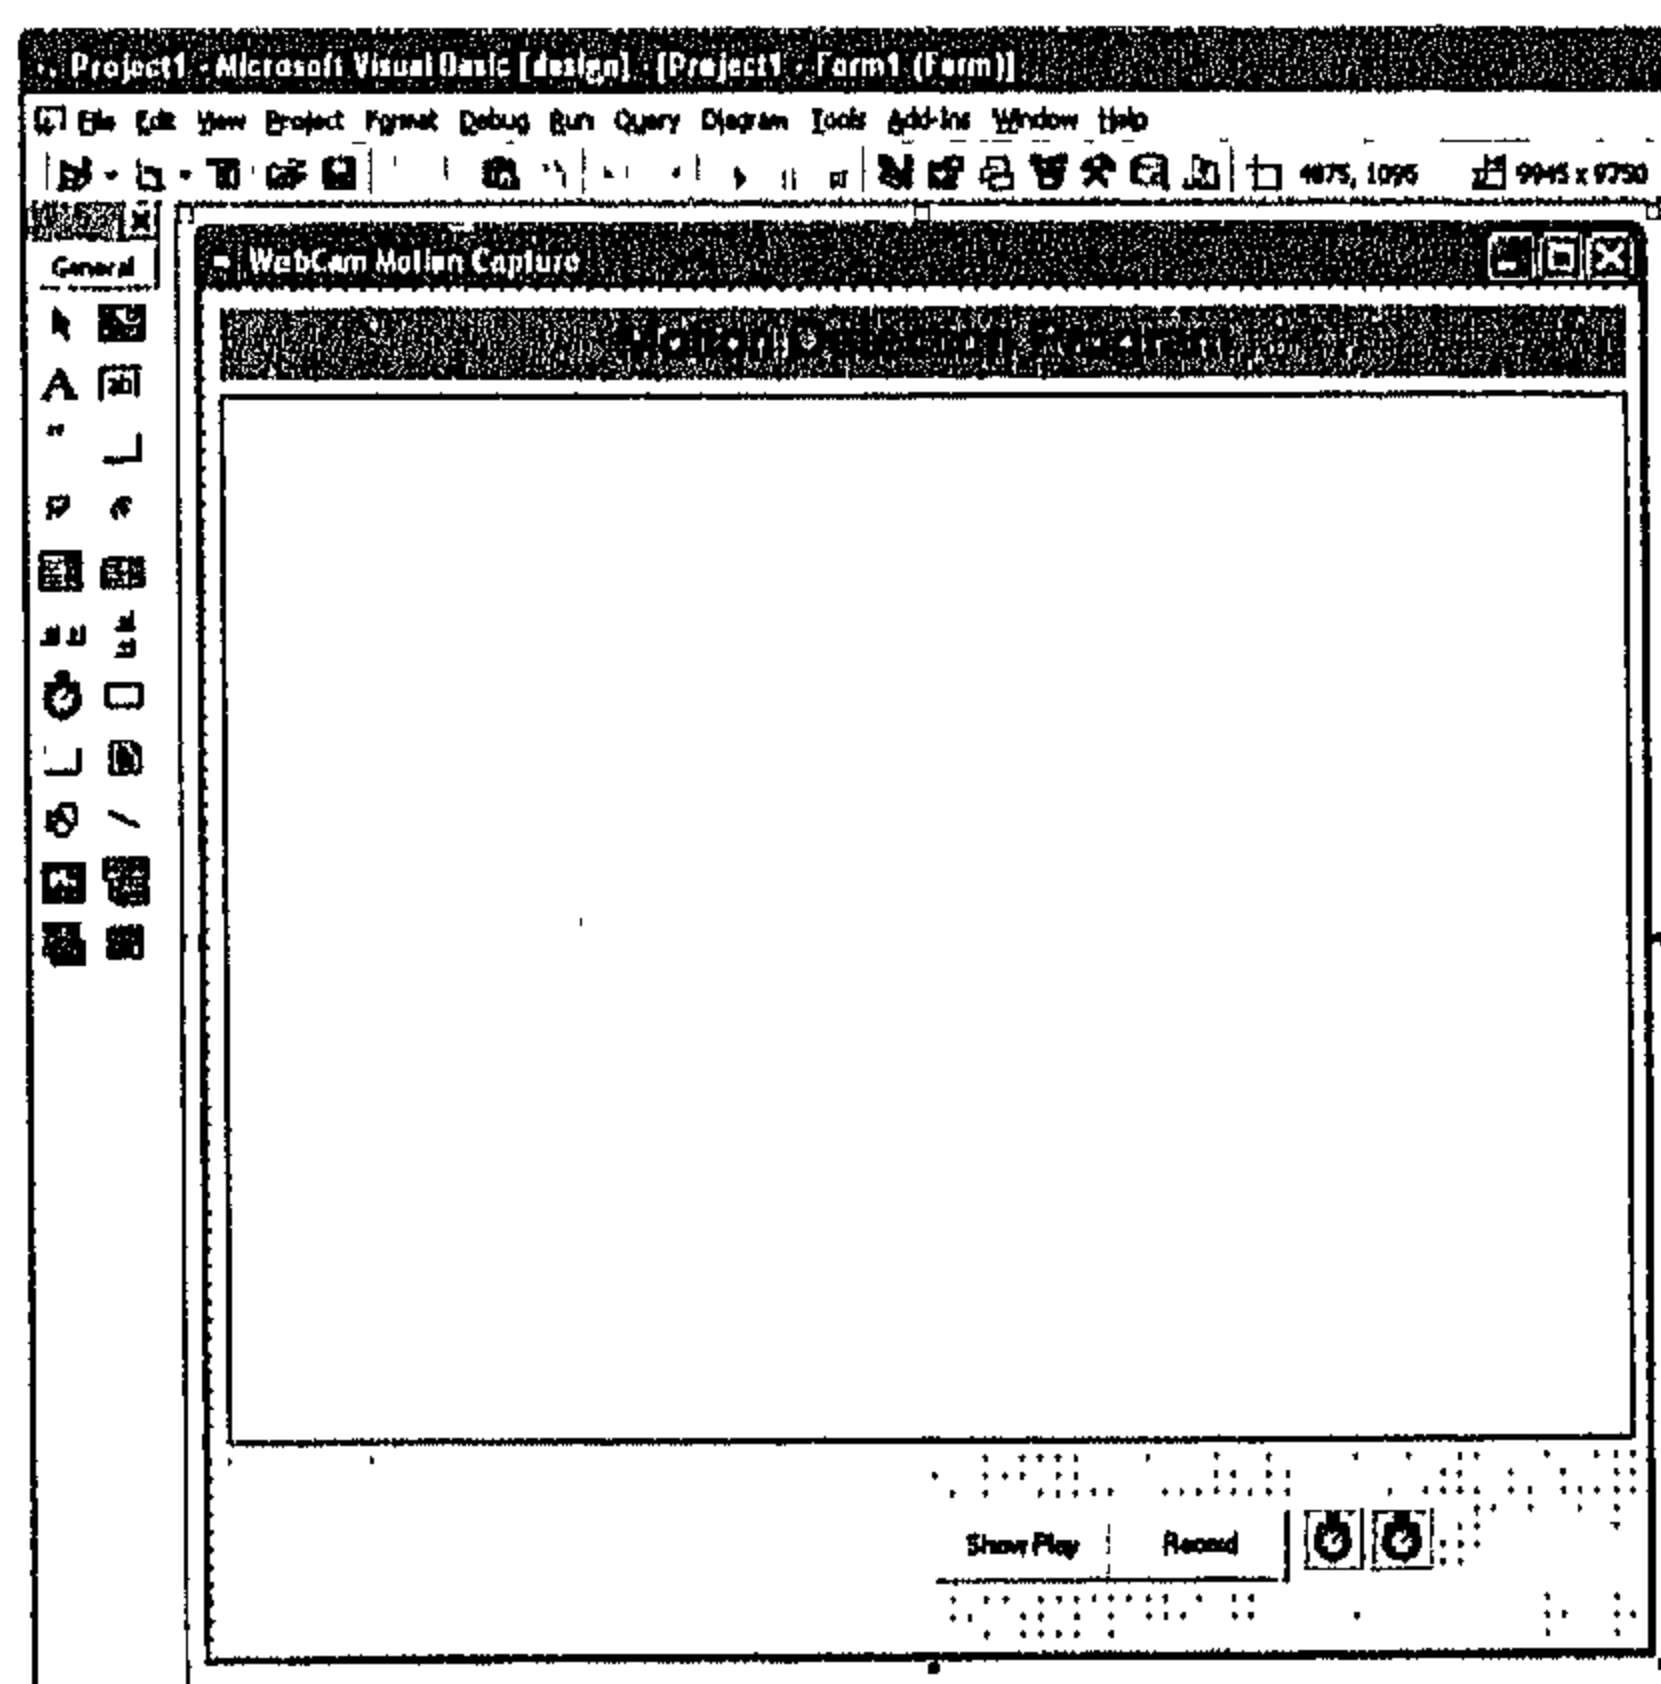 Project1 - Microsoft Visual Basic [design] - [Project1 - Form1 (Form)]
File Edit View Project Format Debug Run Query Diagram Tools Add-Ins Window Help
4875, 1095 9945 x 9750
General
WebCam Motion Capture
Motion Detection Program
A ab
Show Play Record